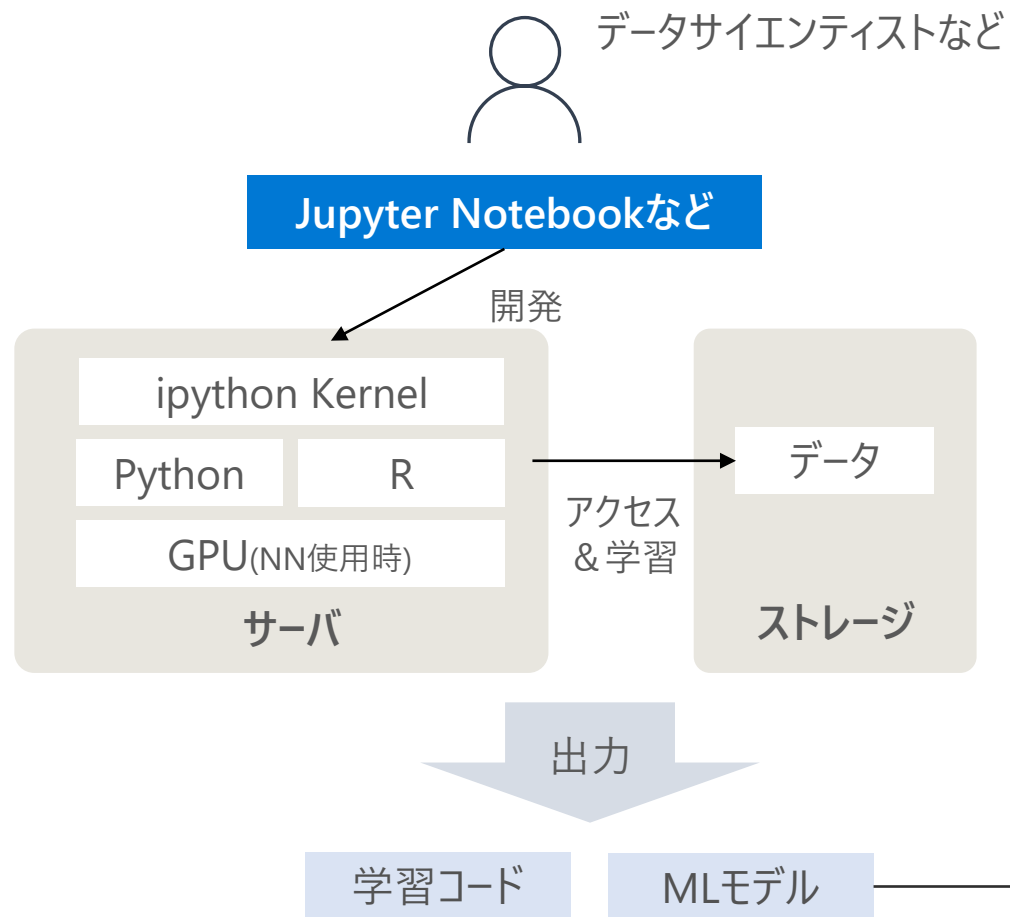 データサイエンティストなど
Jupyter Notebookなど
開発
ipython Kernel
Python
R
GPU(NN使用時)
サーバ
アクセス
＆学習
データ
ストレージ
出力
学習コード
MLモデル